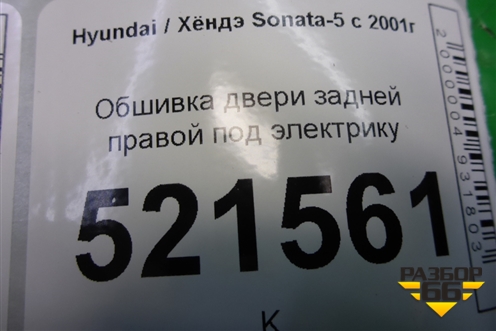 Hyundai / Хёндэ Sonata-5 с 2001г
Обшивка двери задней
правой под электрику
521561
К
2000004931803
РАЗБОР
66